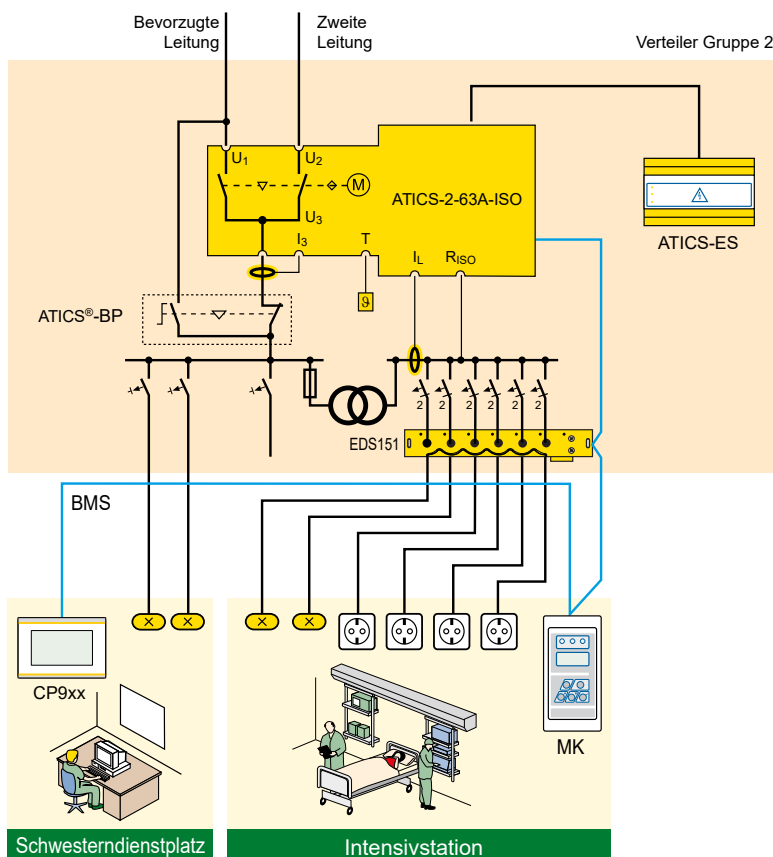 Bevorzugte
Leitung
Zweite
Leitung
Verteiler Gruppe 2
U1
U2
M
ATICS-2-63A-ISO
U3
I3
T
IL
RISO
ATICS-ES
ϑ
ATICS®-BP
2
2
2
2
2
2
EDS151
BMS
CP9xx
MK
Schwesterndienstplatz
Intensivstation